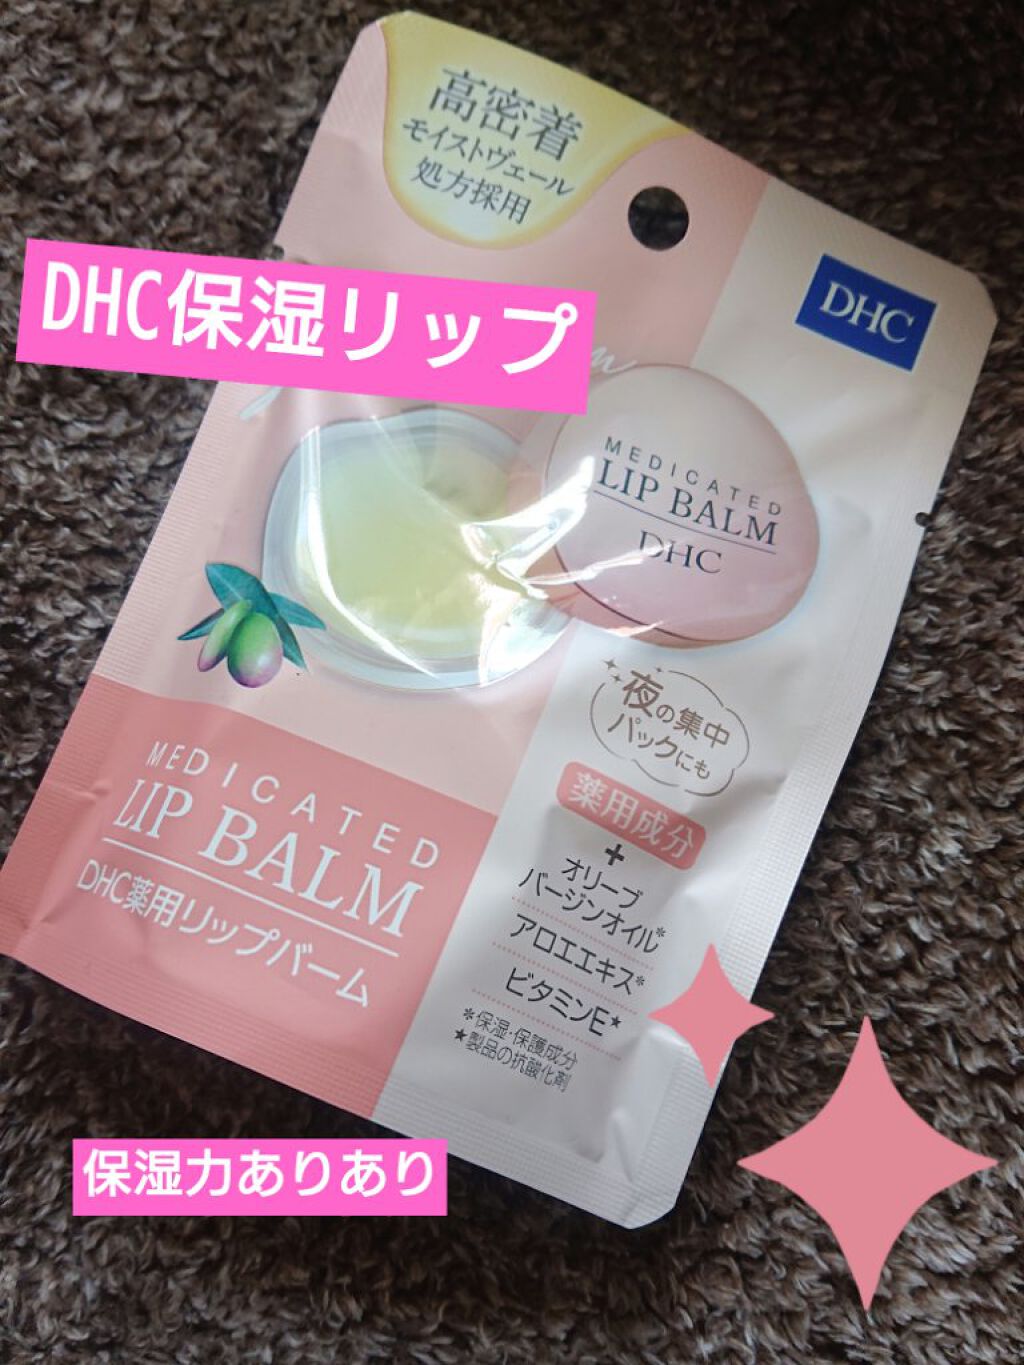 高密着
モイストヴェール
処方採用
DHC
DHC保湿リップ
MEDICATED
LIP BALM
DHC
夜の集中
パックにも
薬用成分
+
オリーブ
バージンオイル*
アロエエキス*
ビタミンE★
*保湿・保護成分
★製品の抗酸化剤
MEDICATED
LIP BALM
DHC薬用リップバーム
保湿力ありあり